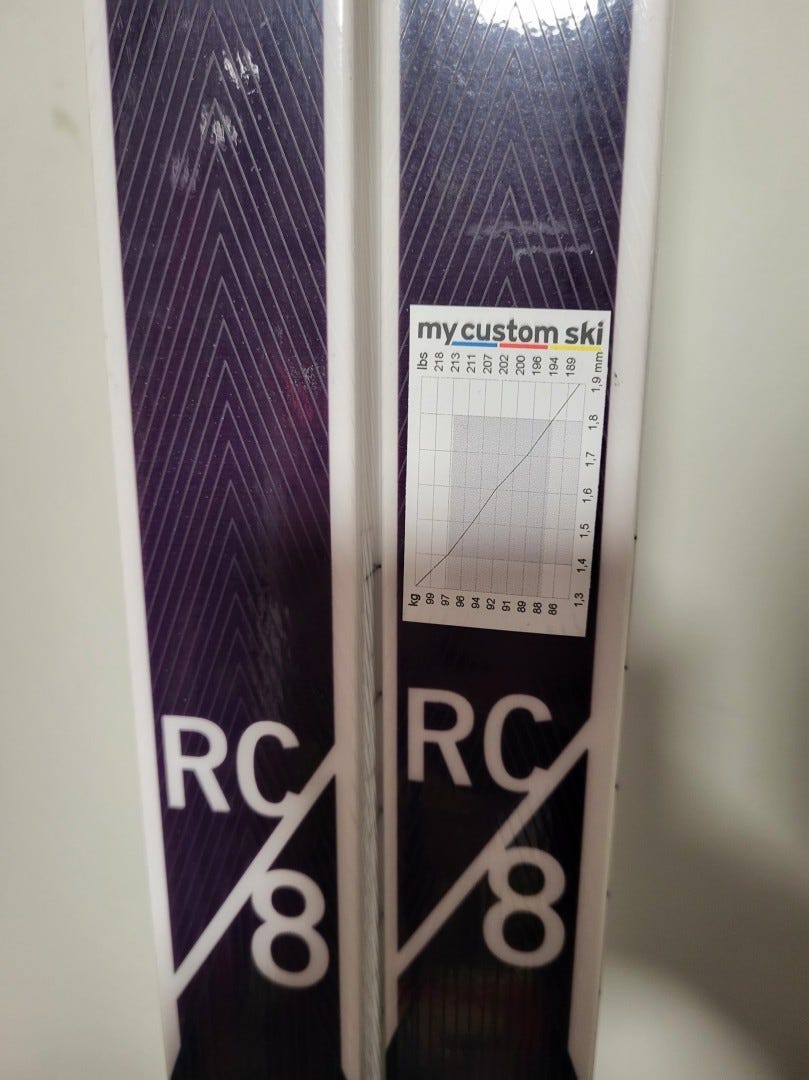 RC
/8
my custom ski
lbs 218 213 211 207 202 200 196 194 189
1,9 mm
1,8
1,7
1,6
1,5
1,4
1,3
kg 99 97 96 94 92 91 89 88 86
RC
/8